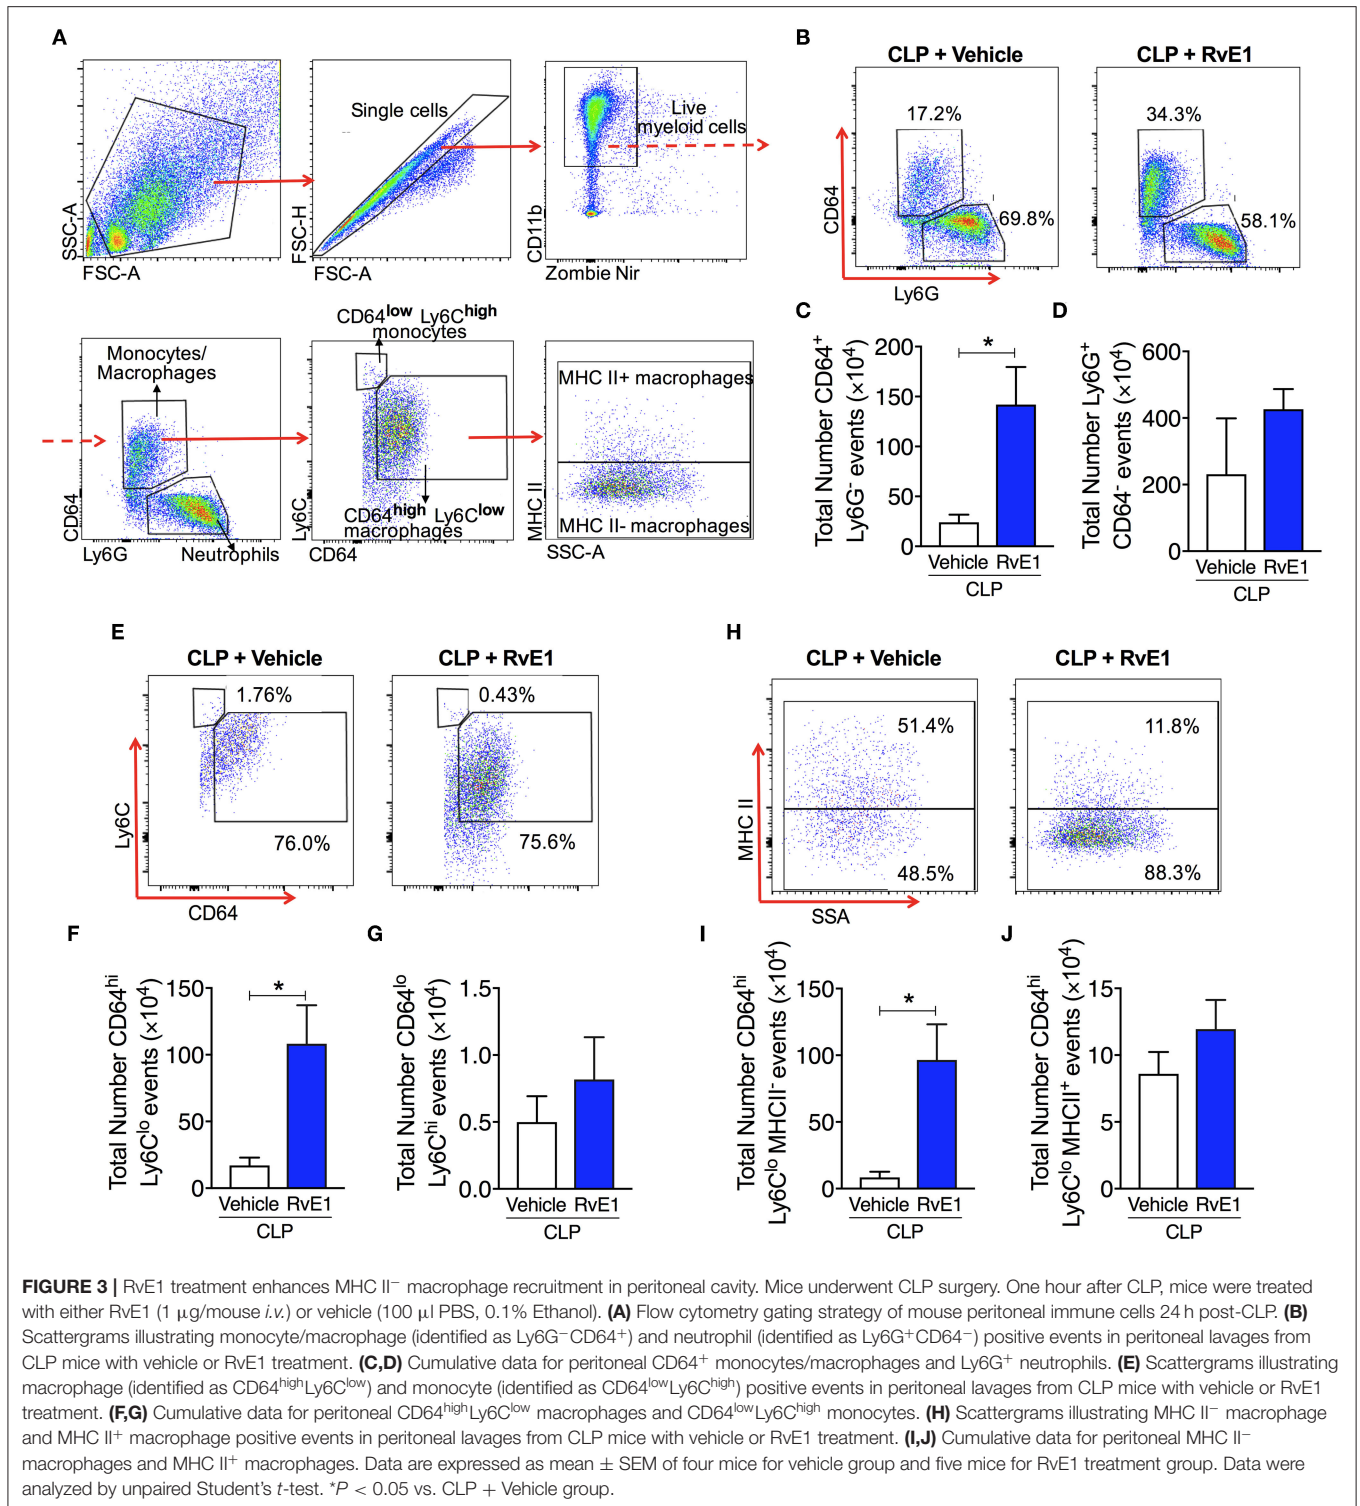 A
SSC-A
FSC-A
Single cells
FSC-H
FSC-A
Live
myeloid cells
CD11b
Zombie Nir
Monocytes/
Macrophages
CD64
Ly6G
Neutrophils
CD64low Ly6Chigh
monocytes
Ly6C
CD64high Ly6Clow
macrophages
CD64
MHC II+ macrophages
MHC II
MHC II- macrophages
SSC-A
B
CLP + Vehicle
CLP + RvE1
17.2%
34.3%
CD64
69.8%
58.1%
Ly6G
C
Total Number CD64+
Ly6G- events (×10⁴)
200
150
100
50
0
*
Vehicle RvE1
CLP
D
Total Number Ly6G+
CD64- events (×10⁴)
600
400
200
0
Vehicle RvE1
CLP
E
CLP + Vehicle
CLP + RvE1
1.76%
0.43%
Ly6C
76.0%
75.6%
CD64
H
CLP + Vehicle
CLP + RvE1
51.4%
11.8%
MHC II
48.5%
88.3%
SSA
F
Total Number CD64hi
Ly6Clo events (×10⁴)
150
100
50
0
*
Vehicle RvE1
CLP
G
Total Number CD64lo
Ly6Chi events (×10⁴)
1.5
1.0
0.5
0.0
Vehicle RvE1
CLP
I
Total Number CD64hi
Ly6Clo MHCII- events (×10⁴)
150
100
50
0
*
Vehicle RvE1
CLP
J
Total Number CD64hi
Ly6Clo MHCII+ events (×10⁴)
15
10
5
0
Vehicle RvE1
CLP
FIGURE 3 | RvE1 treatment enhances MHC II− macrophage recruitment in peritoneal cavity. Mice underwent CLP surgery. One hour after CLP, mice were treated
with either RvE1 (1 μg/mouse i.v.) or vehicle (100 μl PBS, 0.1% Ethanol). (A) Flow cytometry gating strategy of mouse peritoneal immune cells 24 h post-CLP. (B)
Scattergrams illustrating monocyte/macrophage (identified as Ly6G−CD64+) and neutrophil (identified as Ly6G+CD64−) positive events in peritoneal lavages from
CLP mice with vehicle or RvE1 treatment. (C,D) Cumulative data for peritoneal CD64+ monocytes/macrophages and Ly6G+ neutrophils. (E) Scattergrams illustrating
macrophage (identified as CD64highLy6Clow) and monocyte (identified as CD64lowLy6Chigh) positive events in peritoneal lavages from CLP mice with vehicle or RvE1
treatment. (F,G) Cumulative data for peritoneal CD64highLy6Clow macrophages and CD64lowLy6Chigh monocytes. (H) Scattergrams illustrating MHC II− macrophage
and MHC II+ macrophage positive events in peritoneal lavages from CLP mice with vehicle or RvE1 treatment. (I,J) Cumulative data for peritoneal MHC II−
macrophages and MHC II+ macrophages. Data are expressed as mean ± SEM of four mice for vehicle group and five mice for RvE1 treatment group. Data were
analyzed by unpaired Student's t-test. *P < 0.05 vs. CLP + Vehicle group.